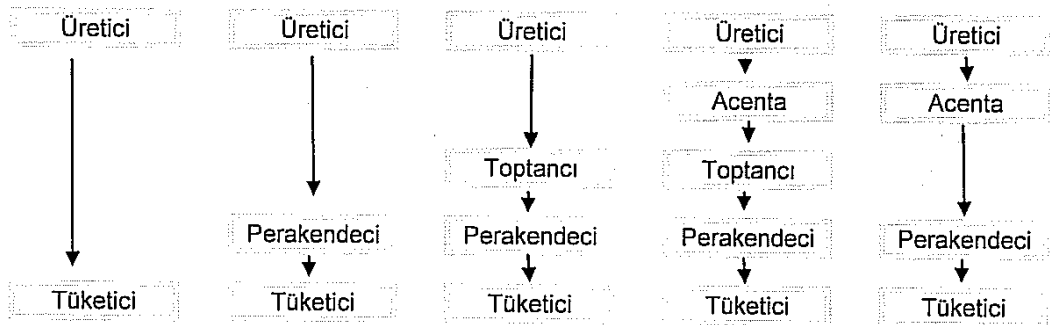 Üretici Üretici Üretici Üretici Üretici
Acenta Acenta
Toptancı Toptancı
Perakendeci Perakendeci Perakendeci Perakendeci
Tüketici Tüketici Tüketici Tüketici Tüketici